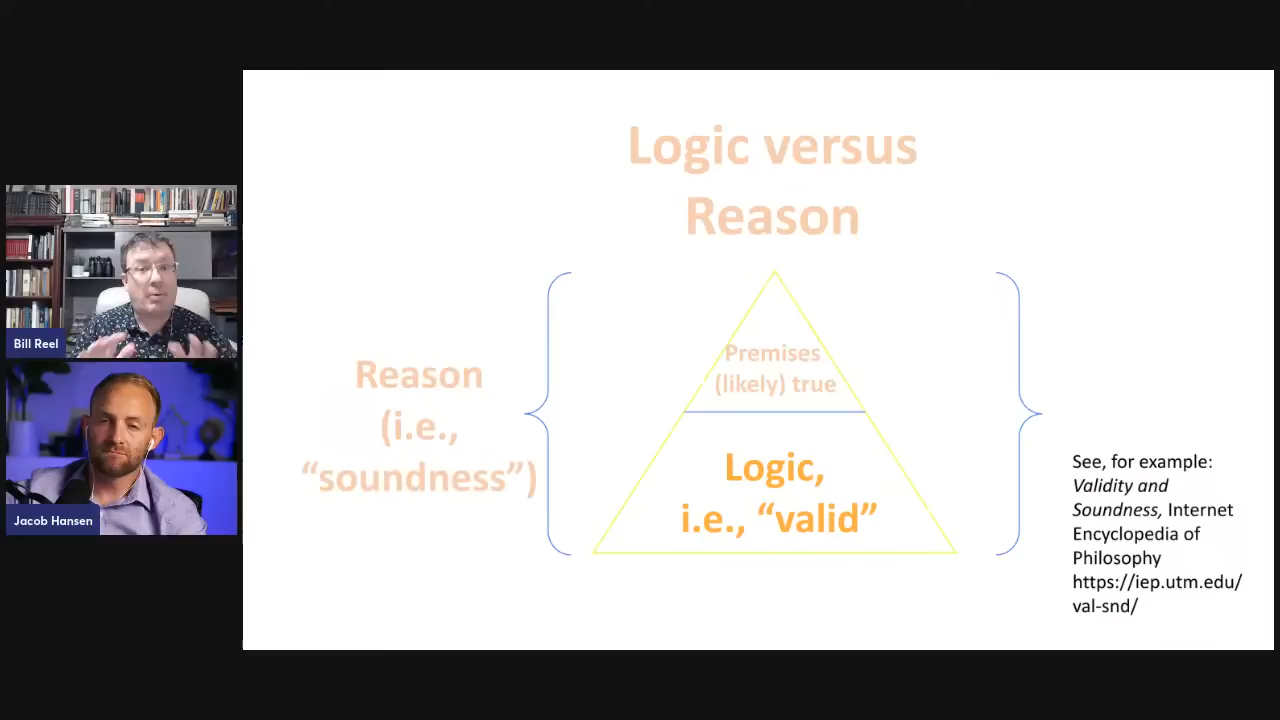 Logic versus
Reason
Bill Reel
Jacob Hansen
Reason
(i.e.,
“soundness”)
Premises
(likely) true
Logic,
i.e., “valid”
See, for example:
Validity and
Soundness, Internet
Encyclopedia of
Philosophy
https://iep.utm.edu/
val-snd/